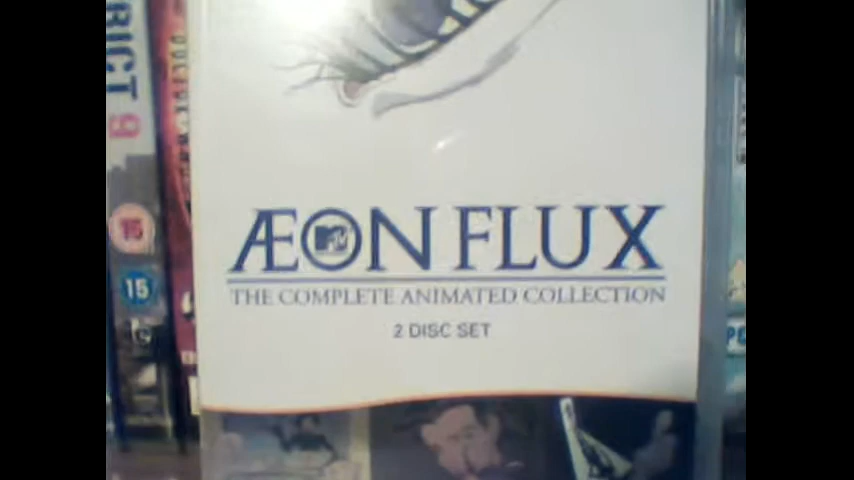 RICT 9
15
15
ÆON FLUX
MTV
THE COMPLETE ANIMATED COLLECTION
2 DISC SET